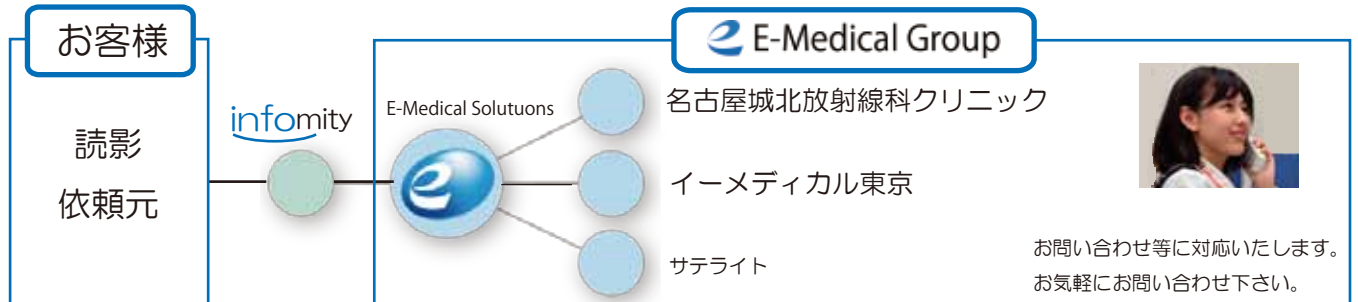 お客様
読影
依頼元
infomity
E-Medical Group
E-Medical Solutuons
名古屋城北放射線科クリニック
イーメディカル東京
サテライト
お問い合わせ等に対応いたします。
お気軽にお問い合わせ下さい。